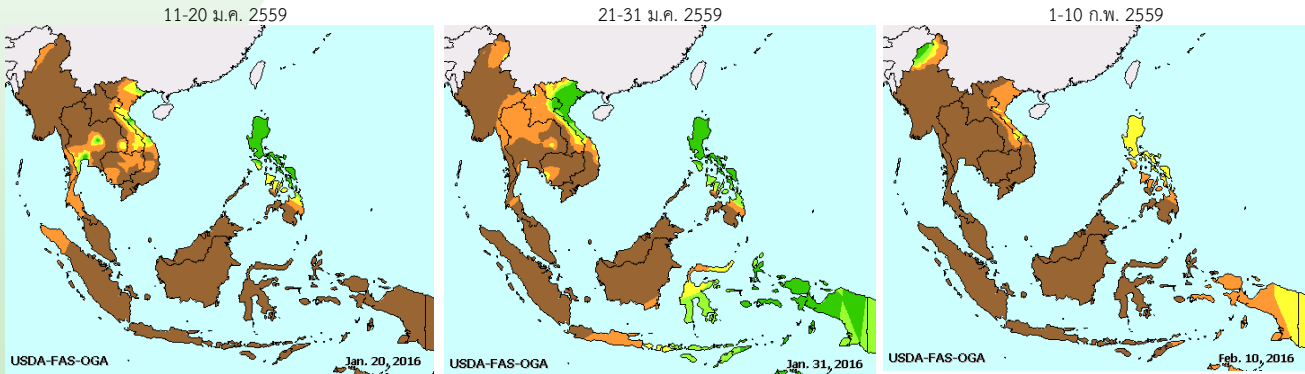 11-20 ม.ค. 2559
21-31 ม.ค. 2559
1-10 ก.พ. 2559
USDA-FAS-OGA
Jan. 20, 2016
USDA-FAS-OGA
Jan. 31, 2016
USDA-FAS-OGA
Feb. 10, 2016